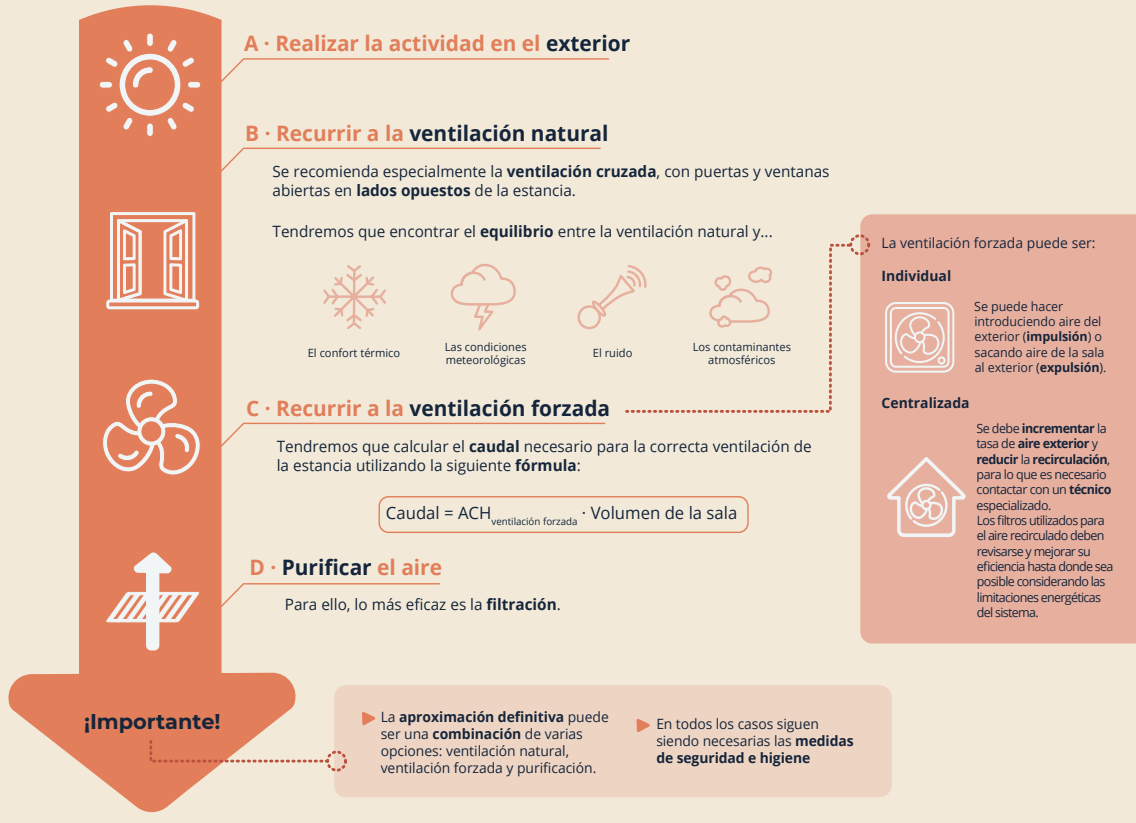 A · Realizar la actividad en el exterior
B · Recurrir a la ventilación natural
Se recomienda especialmente la ventilación cruzada, con puertas y ventanas
abiertas en lados opuestos de la estancia.
Tendremos que encontrar el equilibrio entre la ventilación natural y...
El confort térmico
Las condiciones
meteorológicas
El ruido
Los contaminantes
atmosféricos
C · Recurrir a la ventilación forzada
Tendremos que calcular el caudal necesario para la correcta ventilación de
la estancia utilizando la siguiente fórmula:
Caudal = ACH ventilación forzada · Volumen de la sala
D · Purificar el aire
Para ello, lo más eficaz es la filtración.
La ventilación forzada puede ser:
Individual
Se puede hacer
introduciendo aire del
exterior (impulsión) o
sacando aire de la sala
al exterior (expulsión).
Centralizada
Se debe incrementar la
tasa de aire exterior y
reducir la recirculación,
para lo que es necesario
contactar con un técnico
especializado.
Los filtros utilizados para
el aire recirculado deben
revisarse y mejorar su
eficiencia hasta donde sea
posible considerando las
limitaciones energéticas
del sistema.
¡Importante!
La aproximación definitiva puede
ser una combinación de varias
opciones: ventilación natural,
ventilación forzada y purificación.
En todos los casos siguen
siendo necesarias las medidas
de seguridad e higiene